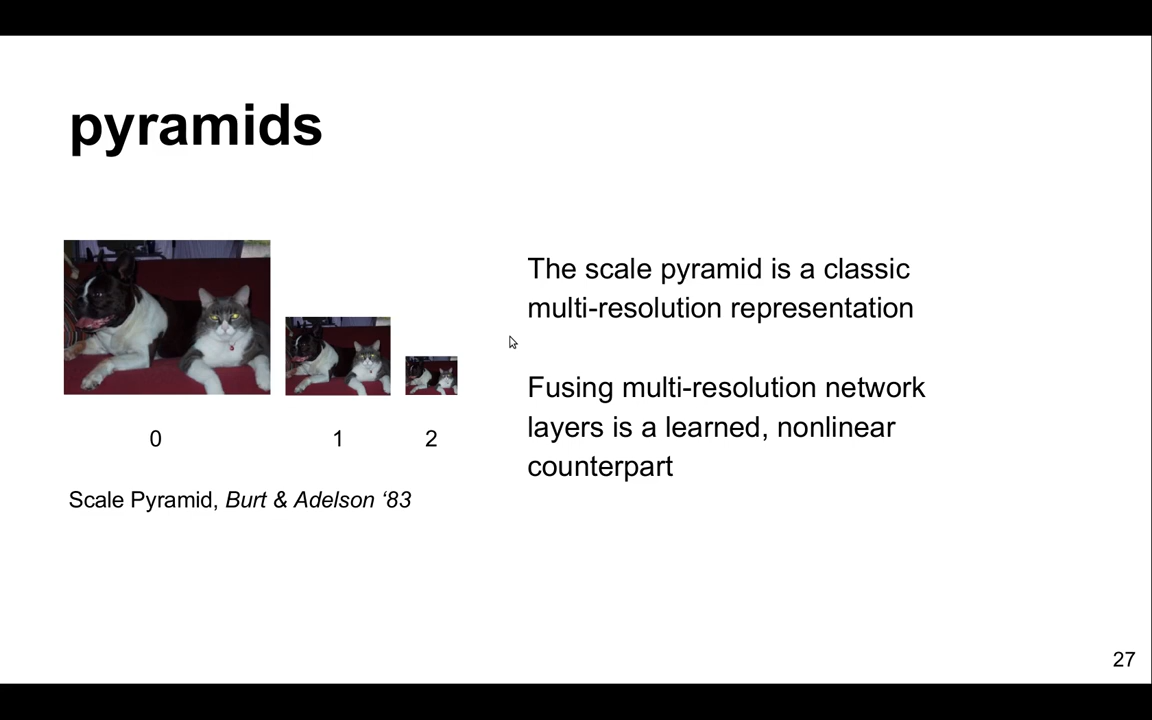 pyramids
The scale pyramid is a classic
multi-resolution representation
Fusing multi-resolution network
layers is a learned, nonlinear
counterpart
0 1 2
Scale Pyramid, Burt & Adelson ‘83
27